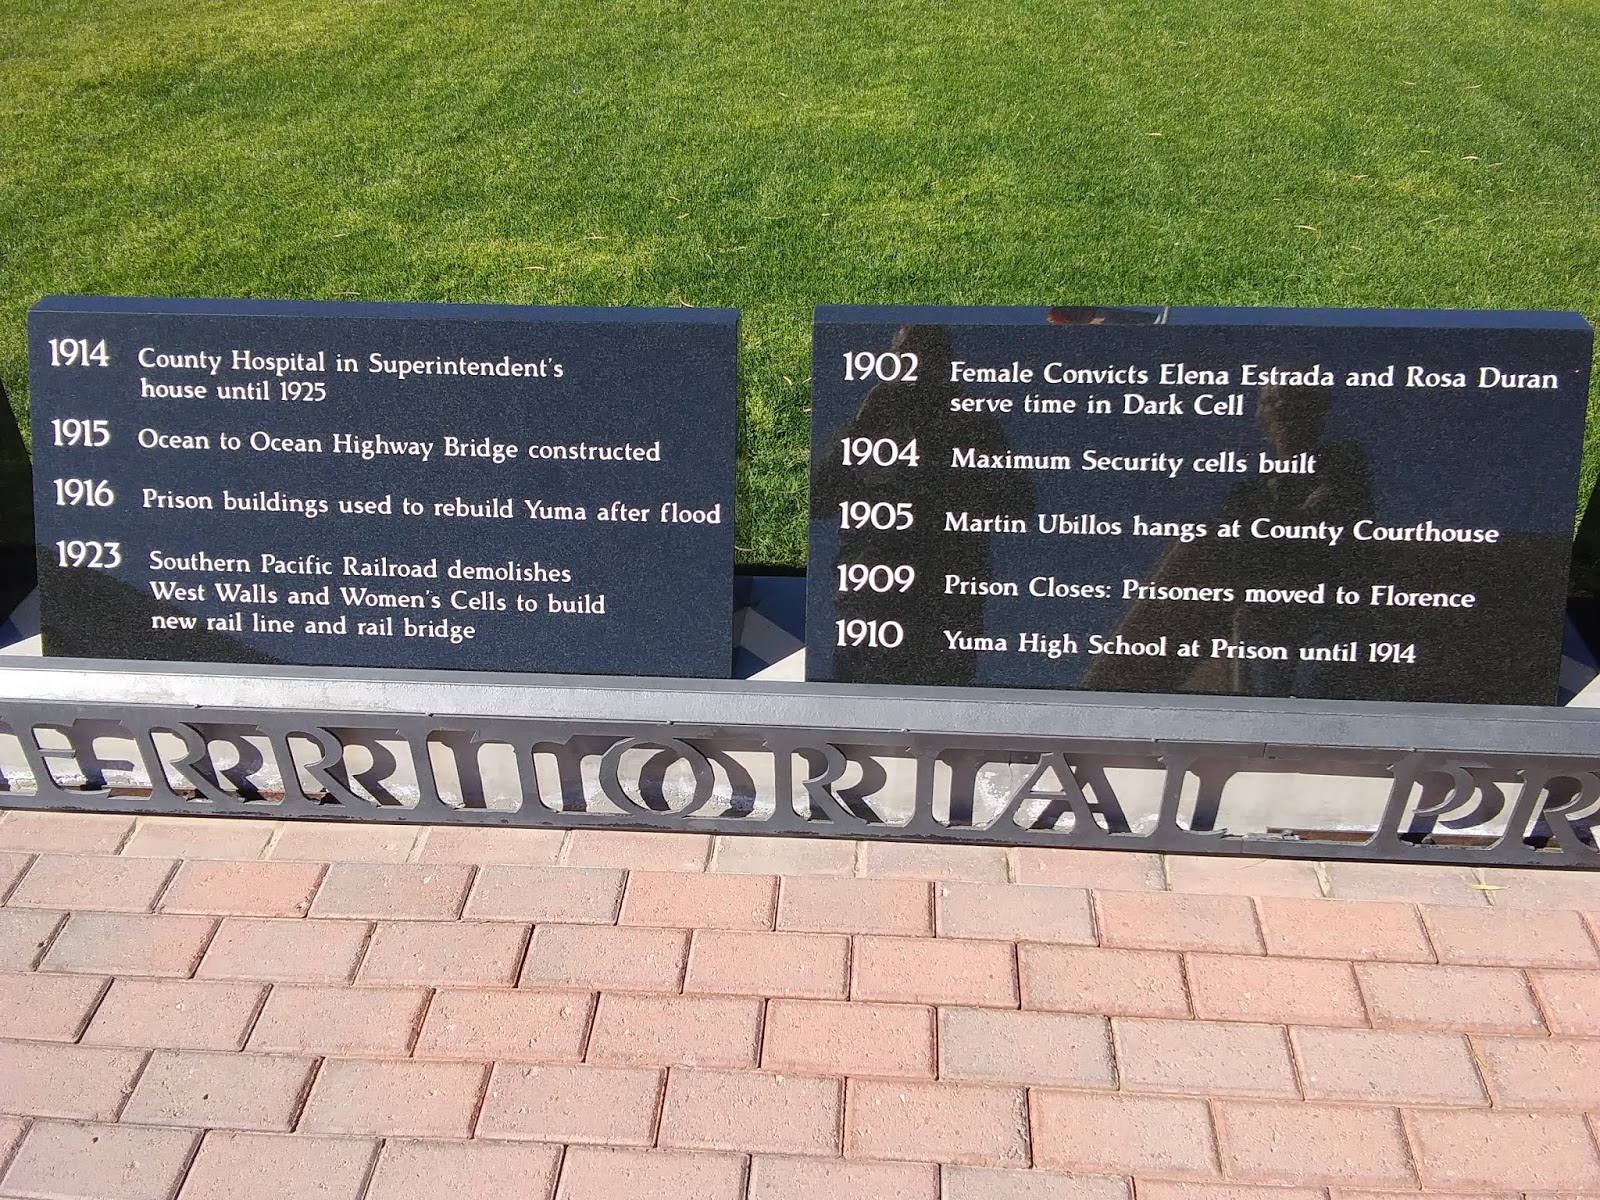 1914 County Hospital in Superintendent's
house until 1925
1915 Ocean to Ocean Highway Bridge constructed
1916 Prison buildings used to rebuild Yuma after flood
1923 Southern Pacific Railroad demolishes
West Walls and Women's Cells to build
new rail line and rail bridge
1902 Female Convicts Elena Estrada and Rosa Duran
serve time in Dark Cell
1904 Maximum Security cells built
1905 Martin Ubillos hangs at County Courthouse
1909 Prison Closes: Prisoners moved to Florence
1910 Yuma High School at Prison until 1914
TERRITORIAL PR